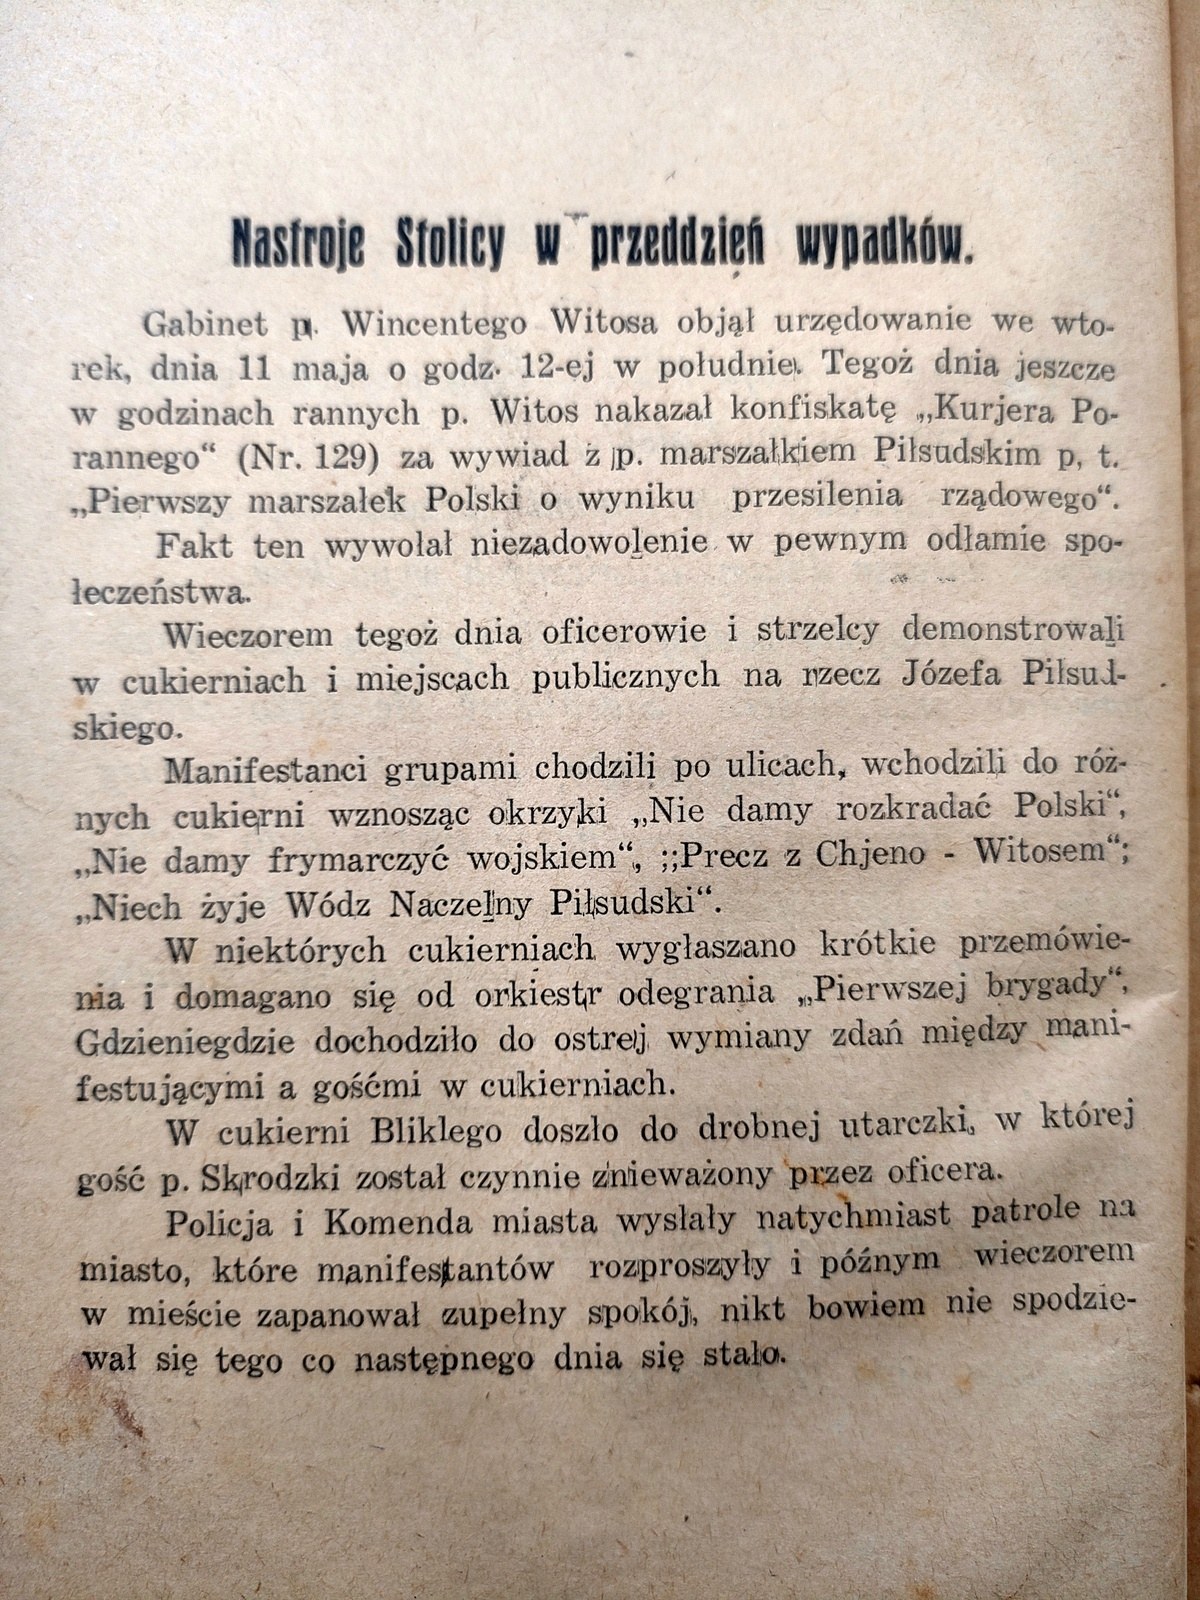 Nastroje Stolicy w przeddzień wypadków.
Gabinet p. Wincentego Witosa objął urzędowanie we wto-
rek, dnia 11 maja o godz. 12-ej w południe. Tegoż dnia jeszcze
w godzinach rannych p. Witos nakazał konfiskatę „Kurjera Po-
rannego“ (Nr. 129) za wywiad z p. marszałkiem Piłsudskim p, t.
„Pierwszy marszałek Polski o wyniku przesilenia rządowego“.
Fakt ten wywołał niezadowolenie w pewnym odłamie spo-
łeczeństwa.
Wieczorem tegoż dnia oficerowie i strzelcy demonstrowali
w cukierniach i miejscach publicznych na rzecz Józefa Piłsud-
skiego.
Manifestanci grupami chodzili po ulicach, wchodzili do róż-
nych cukierni wznosząc okrzyki „Nie damy rozkradać Polski“,
„Nie damy frymarczyć wojskiem“, ;;Precz z Chjeno - Witosem“;
„Niech żyje Wódz Naczelny Piłsudski“.
W niektórych cukierniach wygłaszano krótkie przemówie-
nia i domagano się od orkiestr odegrania „Pierwszej brygady“,
Gdzieniegdzie dochodziło do ostrej wymiany zdań między mani-
festującymi a gośćmi w cukierniach.
W cukierni Bliklego doszło do drobnej utarczki, w której
gość p. Skrodzki został czynnie znieważony przez oficera.
Policja i Komenda miasta wysłały natychmiast patrole na
miasto, które manifestantów rozproszyły i późnym wieczorem
w mieście zapanował zupełny spokój, nikt bowiem nie spodzie-
wał się tego co następnego dnia się stało.